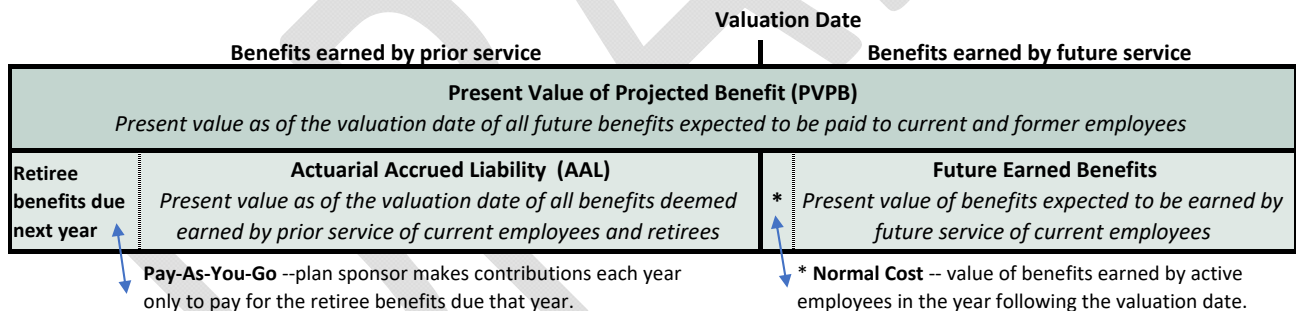 Valuation Date
Benefits earned by prior service
Benefits earned by future service
Present Value of Projected Benefit (PVPB)
Present value as of the valuation date of all future benefits expected to be paid to current and former employees
Retiree
benefits due
next year
Actuarial Accrued Liability (AAL)
Present value as of the valuation date of all benefits deemed
earned by prior service of current employees and retirees
*
Future Earned Benefits
Present value of benefits expected to be earned by
future service of current employees
Pay-As-You-Go --plan sponsor makes contributions each year
only to pay for the retiree benefits due that year.
* Normal Cost -- value of benefits earned by active
employees in the year following the valuation date.